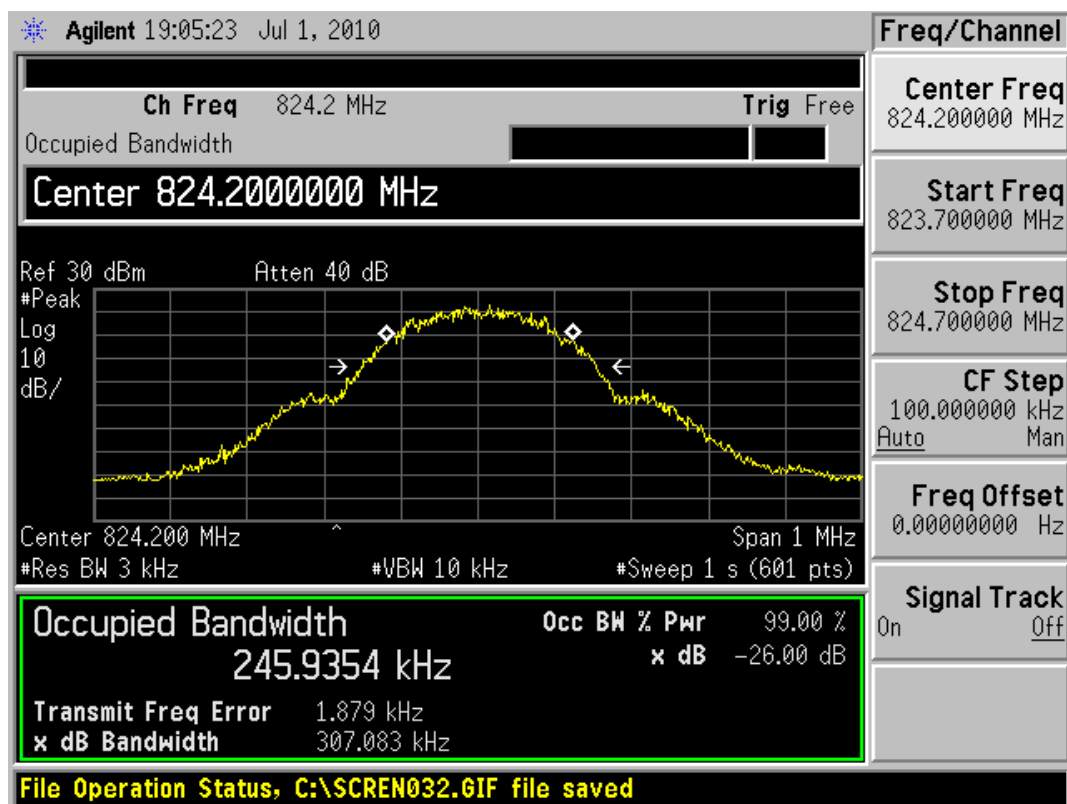 Agilent 19:05:23 Jul 1, 2010
Freq/Channel
Ch Freq 824.2 MHz Trig Free
Occupied Bandwidth
Center 824.2000000 MHz
Ref 30 dBm Atten 40 dB
#Peak
Log
10
dB/
Center 824.200 MHz ^ Span 1 MHz
#Res BW 3 kHz #VBW 10 kHz #Sweep 1 s (601 pts)
Occupied Bandwidth Occ BW % Pwr 99.00 %
245.9354 kHz x dB -26.00 dB
Transmit Freq Error 1.879 kHz
x dB Bandwidth 307.083 kHz
File Operation Status, C:\SCREN032.GIF file saved
Center Freq
824.200000 MHz
Start Freq
823.700000 MHz
Stop Freq
824.700000 MHz
CF Step
100.000000 kHz
Auto Man
Freq Offset
0.00000000 Hz
Signal Track
On Off